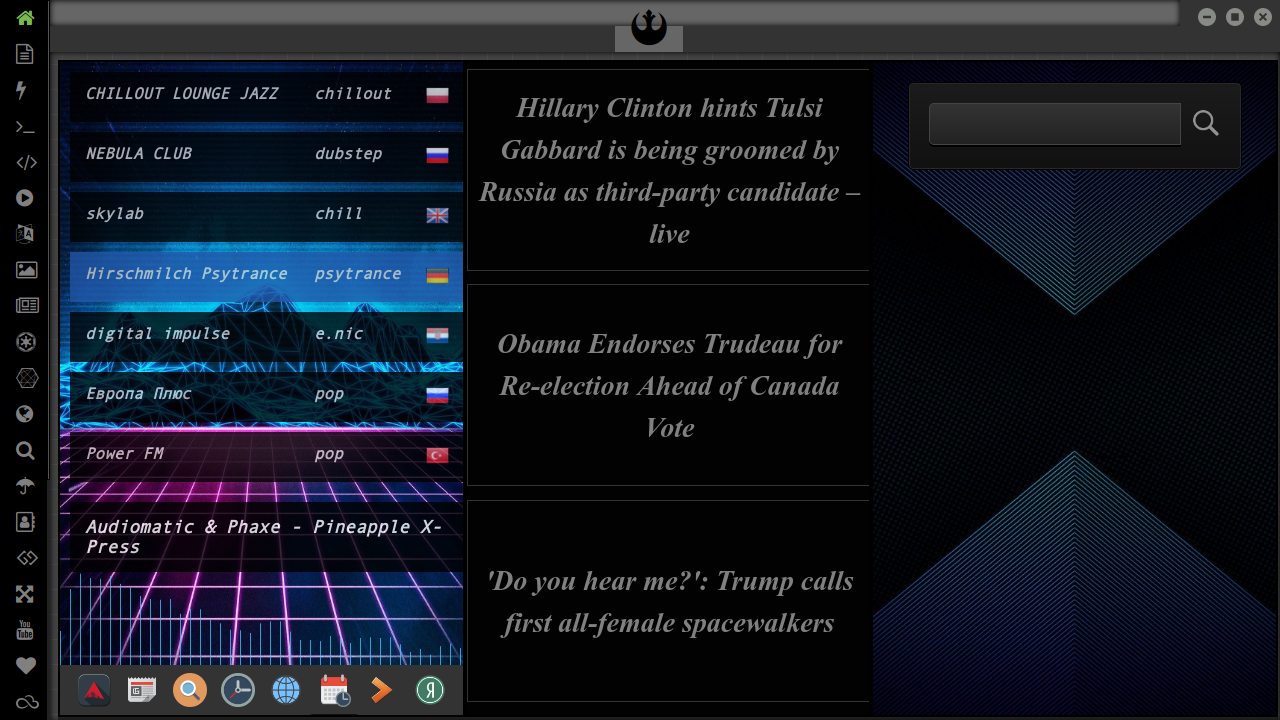 CHILLOUT LOUNGE JAZZ chillout
NEBULA CLUB dubstep
skylab chill
Hirschmilch Psytrance psytrance
digital impulse e.nic
Европа Плюс pop
Power FM pop
Audiomatic & Phaxe - Pineapple X-
Press
Hillary Clinton hints Tulsi
Gabbard is being groomed by
Russia as third-party candidate –
live
Obama Endorses Trudeau for
Re-election Ahead of Canada
Vote
'Do you hear me?': Trump calls
first all-female spacewalkers
You
Tube
Я